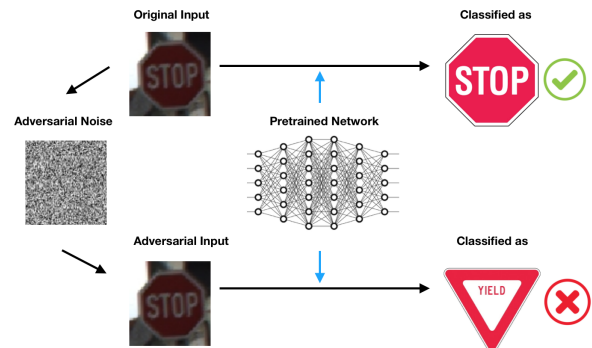 Original Input
Classified as
STOP
STOP
Adversarial Noise
Pretrained Network
Adversarial Input
Classified as
STOP
YIELD